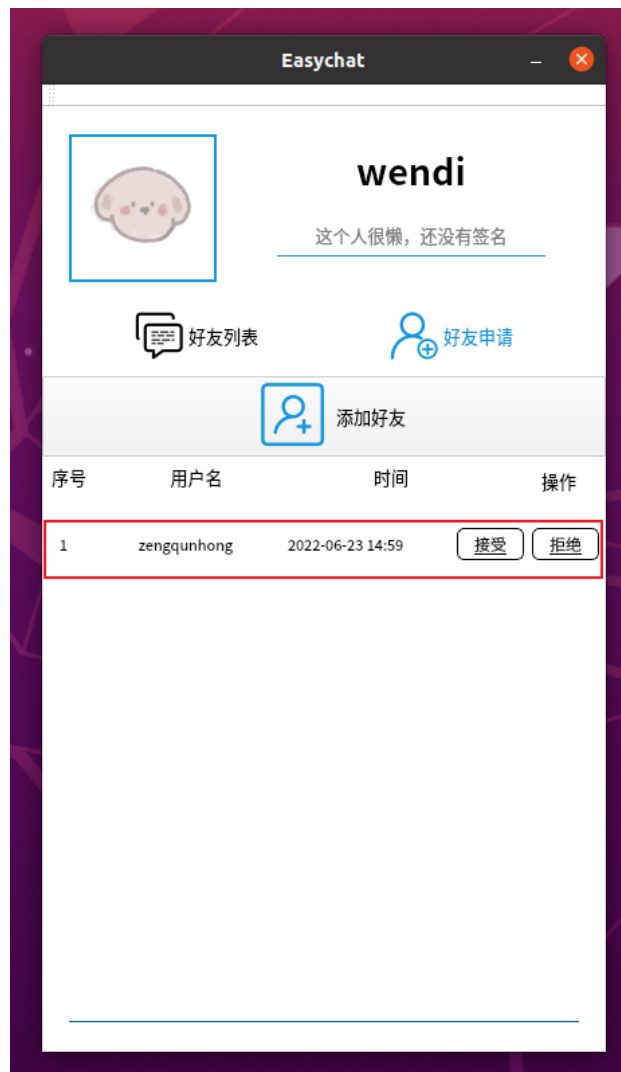 Easychat
wendi
这个人很懒，还没有签名
好友列表 好友申请
添加好友
序号 用户名 时间 操作
1 zengqunhong 2022-06-23 14:59 接受 拒绝